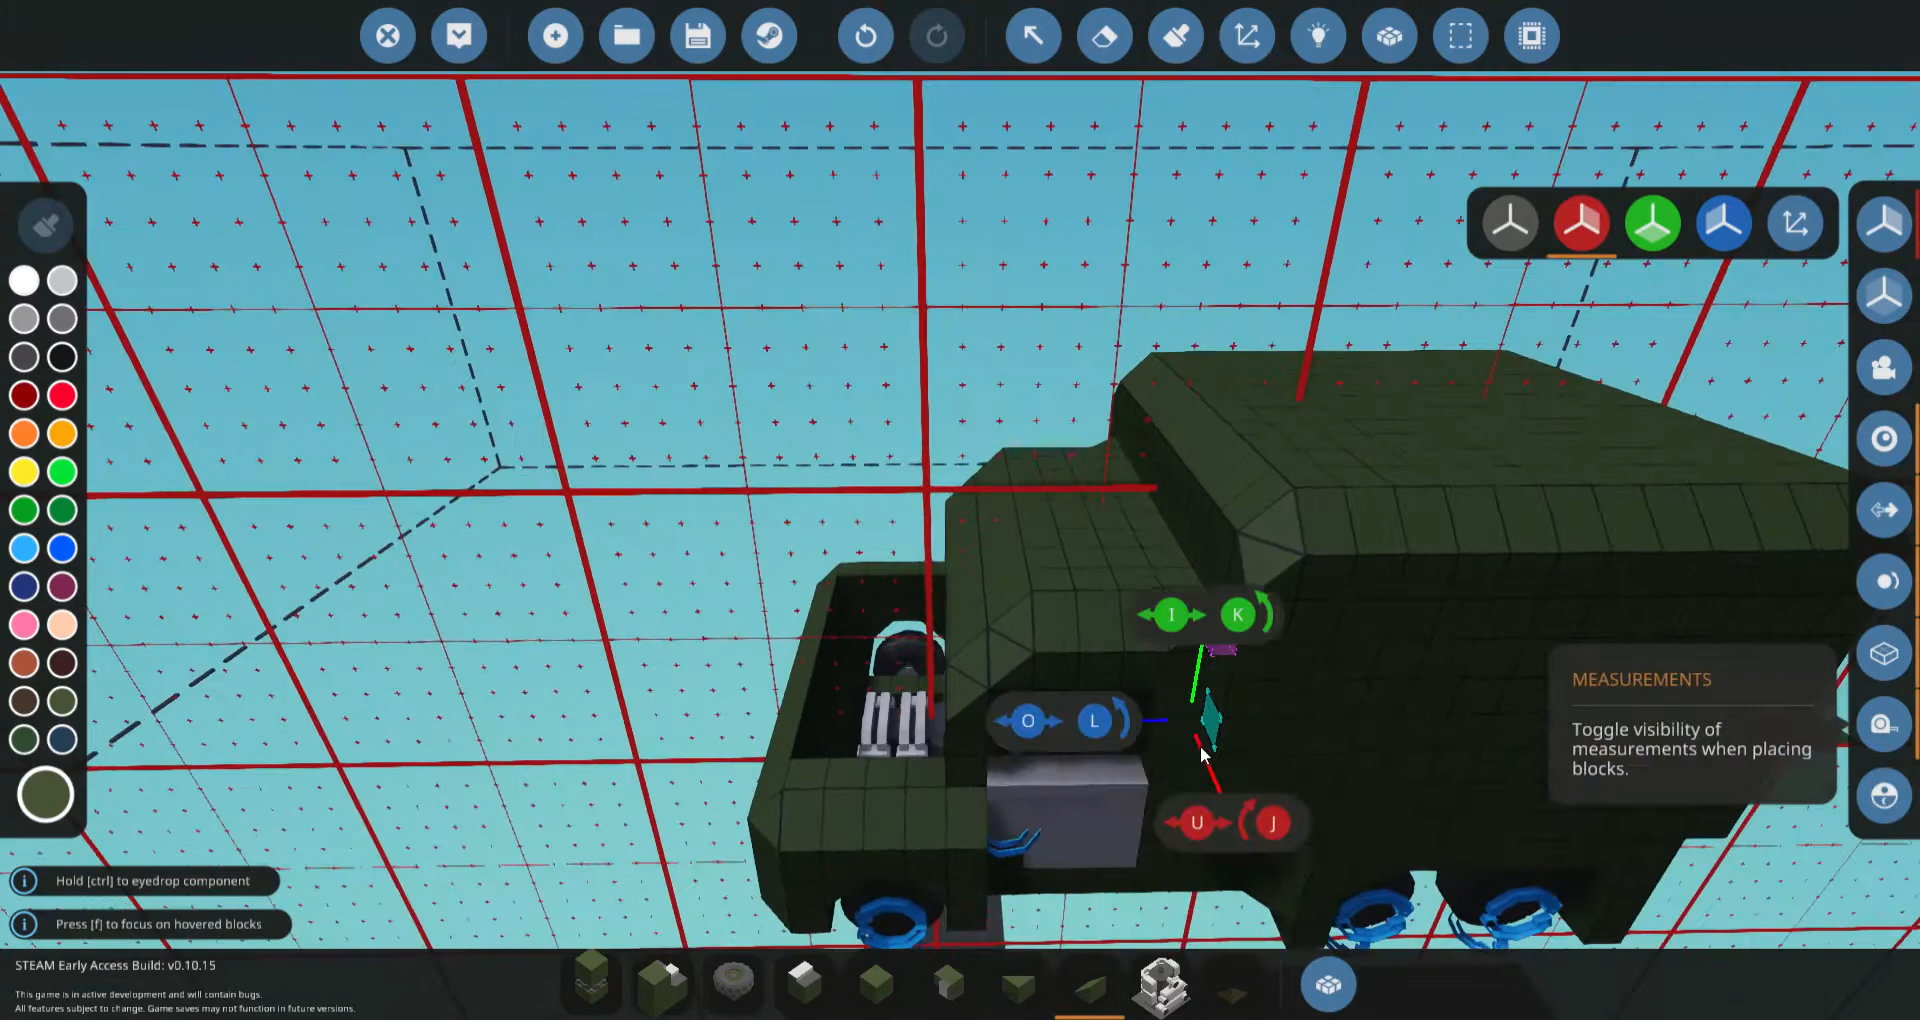 I K
O L
MEASUREMENTS
Toggle visibility of
measurements when placing
blocks.
U J
Hold [ctrl] to eyedrop component
Press [f] to focus on hovered blocks
STEAM Early Access Build: v0.10.15
This game is in active development and will contain bugs.
All features subject to change. Game saves may not function in future versions.